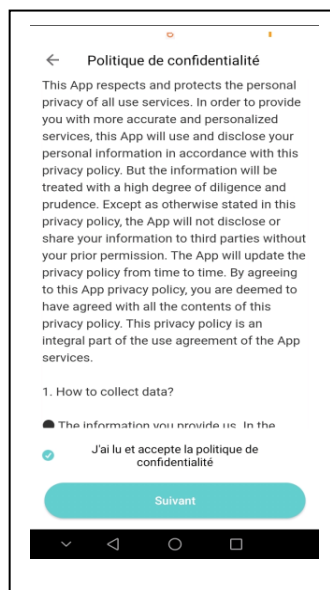 Politique de confidentialité
This App respects and protects the personal
privacy of all use services. In order to provide
you with more accurate and personalized
services, this App will use and disclose your
personal information in accordance with this
privacy policy. But the information will be
treated with a high degree of diligence and
prudence. Except as otherwise stated in this
privacy policy, the App will not disclose or
share your information to third parties without
your prior permission. The App will update the
privacy policy from time to time. By agreeing
to this App privacy policy, you are deemed to
have agreed with all the contents of this
privacy policy. This privacy policy is an
integral part of the use agreement of the App
services.
1. How to collect data?
● The information you provide us. In the
J'ai lu et accepte la politique de
confidentialité
Suivant